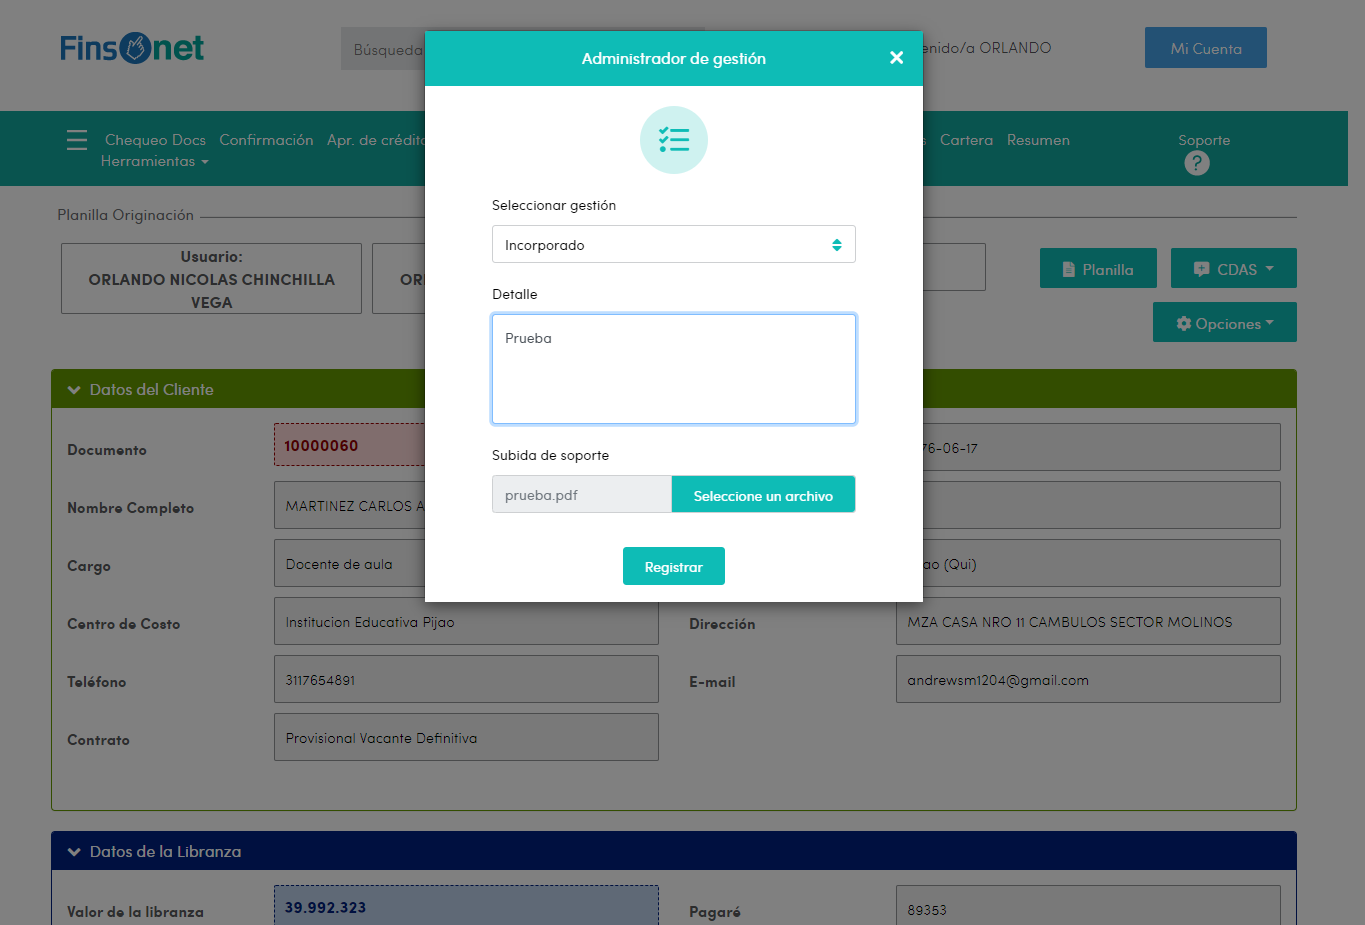 Finsonet
Búsqueda
enido/a ORLANDO
Mi Cuenta
Administrador de gestión
Chequeo Docs Confirmación Apr. de crédito
Cartera Resumen
Soporte
Herramientas
?
Seleccionar gestión
Planilla Originación
Incorporado
Usuario:
ORLANDO NICOLAS CHINCHILLA
VEGA
OR
Planilla
CDAS
Opciones
Detalle
Prueba
Datos del Cliente
Documento
10000060
76-06-17
Subida de soporte
prueba.pdf
Seleccione un archivo
Nombre Completo
MARTINEZ CARLOS A
Registrar
Cargo
Docente de aula
ao (Qui)
Centro de Costo
Institucion Educativa Pijao
Dirección
MZA CASA NRO 11 CAMBULOS SECTOR MOLINOS
Teléfono
3117654891
E-mail
andrewsm1204@gmail.com
Contrato
Provisional Vacante Definitiva
Datos de la Libranza
Valor de la libranza
39.992.323
Pagaré
89353